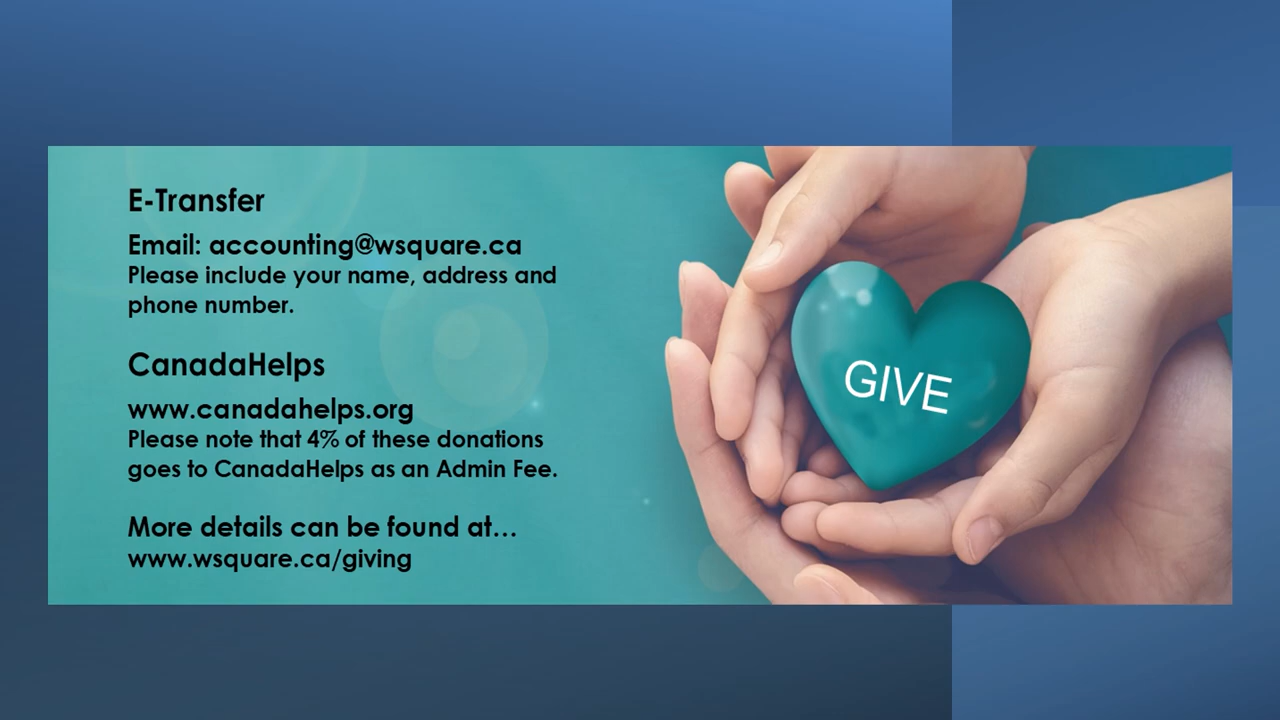 E-Transfer
Email: accounting@wsquare.ca
Please include your name, address and
phone number.
CanadaHelps
www.canadahelps.org
Please note that 4% of these donations
goes to CanadaHelps as an Admin Fee.
More details can be found at...
www.wsquare.ca/giving
GIVE